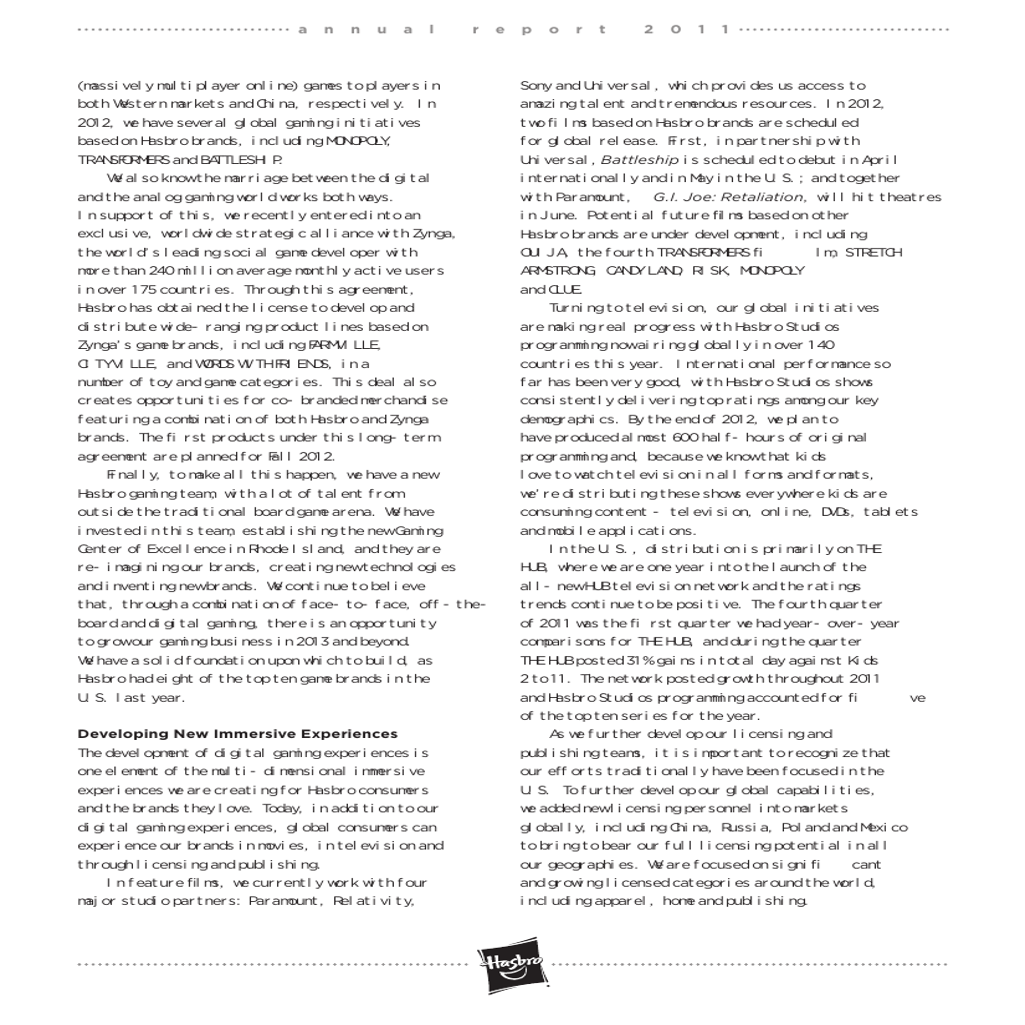 annual report 2011
(massively multiplayer online) games to players in
both Western markets and China, respectively. In
2012, we have several global gaming initiatives
based on Hasbro brands, including MONOPOLY,
TRANSFORMERS and BATTLESHIP.
We also know the marriage between the digital
and the analog gaming world works both ways.
In support of this, we recently entered into an
exclusive, worldwide strategic alliance with Zynga,
the world's leading social game developer with
more than 240 million average monthly active users
in over 175 countries. Through this agreement,
Hasbro has obtained the license to develop and
distribute wide-ranging product lines based on
Zynga's game brands, including FARMVILLE,
CITYVILLE, and WORDS WITH FRIENDS, in a
number of toy and game categories. This deal also
creates opportunities for co-branded merchandise
featuring a combination of both Hasbro and Zynga
brands. The first products under this long-term
agreement are planned for Fall 2012.
Finally, to make all this happen, we have a new
Hasbro gaming team, with a lot of talent from
outside the traditional board game arena. We have
invested in this team, establishing the new Gaming
Center of Excellence in Rhode Island, and they are
re-imagining our brands, creating new technologies
and inventing new brands. We continue to believe
that, through a combination of face-to-face, off-the-
board and digital gaming, there is an opportunity
to grow our gaming business in 2013 and beyond.
We have a solid foundation upon which to build, as
Hasbro had eight of the top ten game brands in the
U.S. last year.
Developing New Immersive Experiences
The development of digital gaming experiences is
one element of the multi-dimensional immersive
experiences we are creating for Hasbro consumers
and the brands they love. Today, in addition to our
digital gaming experiences, global consumers can
experience our brands in movies, in television and
through licensing and publishing.
In feature films, we currently work with four
major studio partners: Paramount, Relativity,
Sony and Universal, which provides us access to
amazing talent and tremendous resources. In 2012,
two films based on Hasbro brands are scheduled
for global release. First, in partnership with
Universal, Battleship is scheduled to debut in April
internationally and in May in the U.S.; and together
with Paramount, G.I. Joe: Retaliation, will hit theatres
in June. Potential future films based on other
Hasbro brands are under development, including
OUIJA, the fourth TRANSFORMERS film, STRETCH
ARMSTRONG, CANDY LAND, RISK, MONOPOLY
and CLUE.
Turning to television, our global initiatives
are making real progress with Hasbro Studios
programming now airing globally in over 140
countries this year. International performance so
far has been very good, with Hasbro Studios shows
consistently delivering top ratings among our key
demographics. By the end of 2012, we plan to
have produced almost 600 half-hours of original
programming and, because we know that kids
love to watch television in all forms and formats,
we're distributing these shows everywhere kids are
consuming content - television, online, DVDs, tablets
and mobile applications.
In the U.S., distribution is primarily on THE
HUB, where we are one year into the launch of the
all-new HUB television network and the ratings
trends continue to be positive. The fourth quarter
of 2011 was the first quarter we had year-over-year
comparisons for THE HUB, and during the quarter
THE HUB posted 31% gains in total day against Kids
2 to 11. The network posted growth throughout 2011
and Hasbro Studios programming accounted for five
of the top ten series for the year.
As we further develop our licensing and
publishing teams, it is important to recognize that
our efforts traditionally have been focused in the
U.S. To further develop our global capabilities,
we added new licensing personnel into markets
globally, including China, Russia, Poland and Mexico
to bring to bear our full licensing potential in all
our geographies. We are focused on significant
and growing licensed categories around the world,
including apparel, home and publishing.
Hasbro